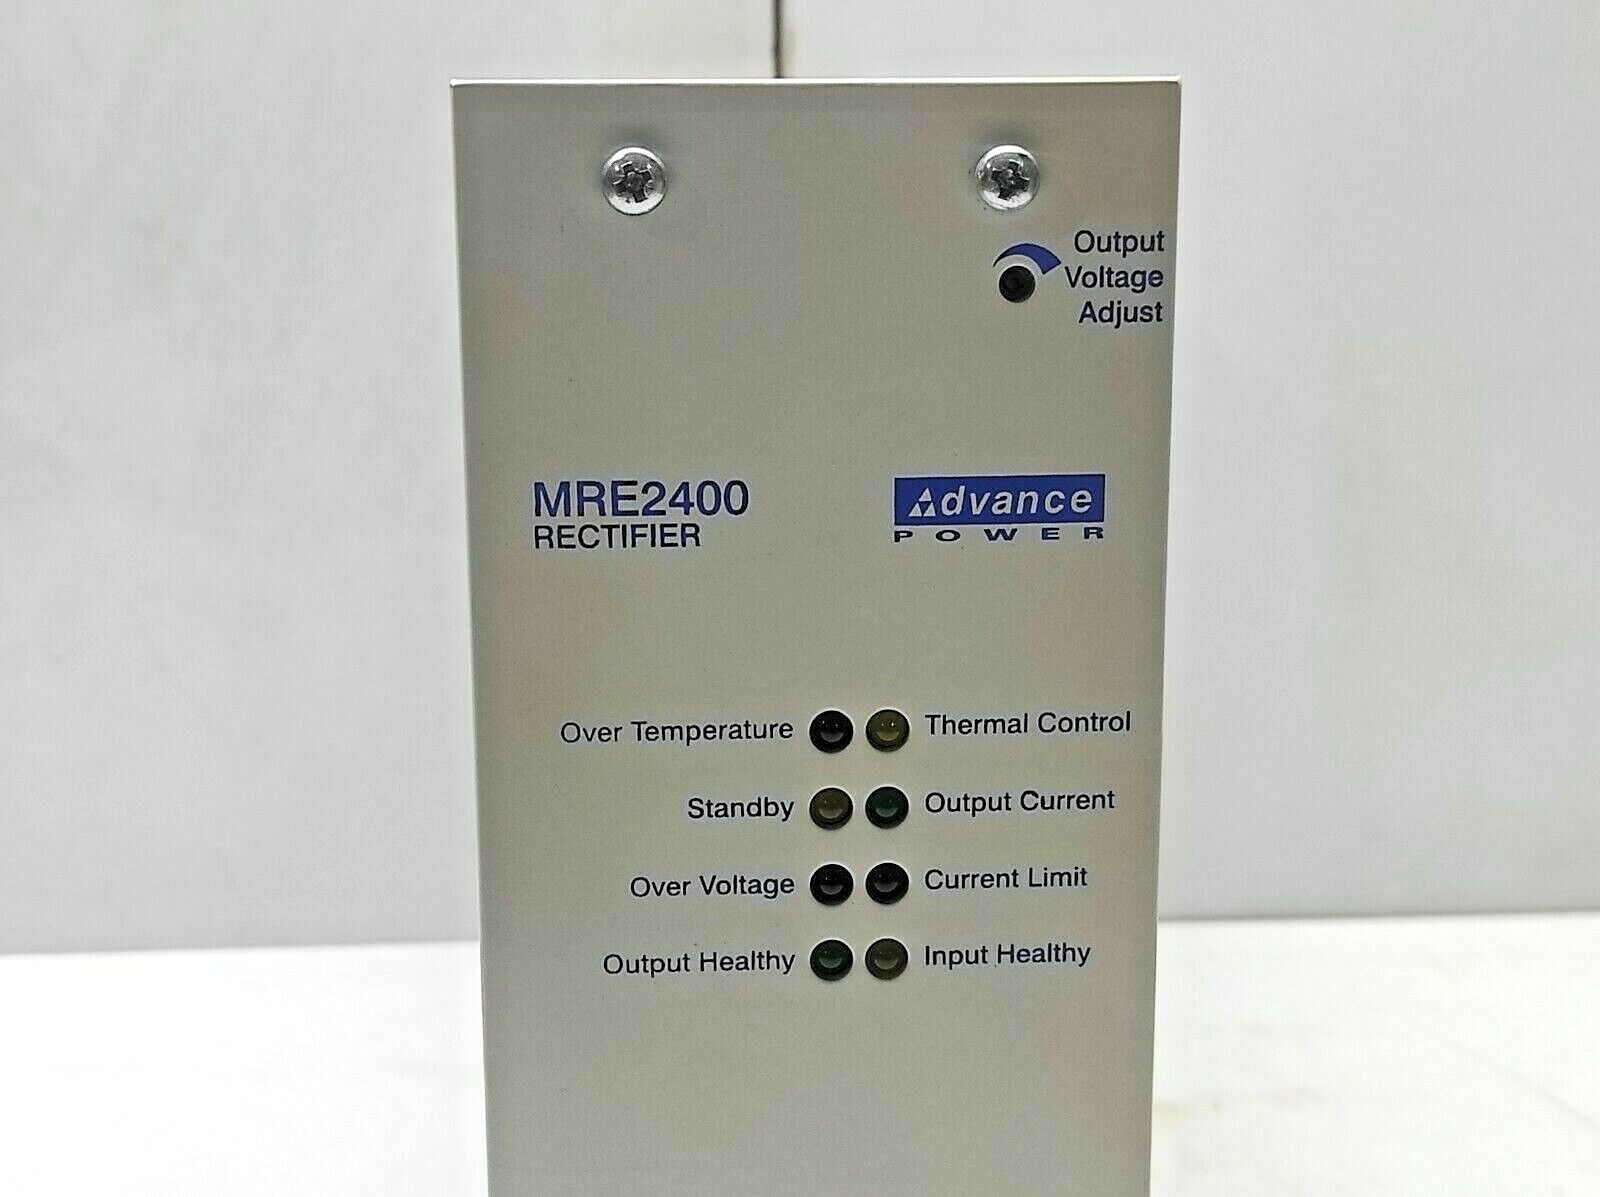 Output
Voltage
Adjust
MRE2400
RECTIFIER
Advance
POWER
Over Temperature
Thermal Control
Standby
Output Current
Over Voltage
Current Limit
Output Healthy
Input Healthy